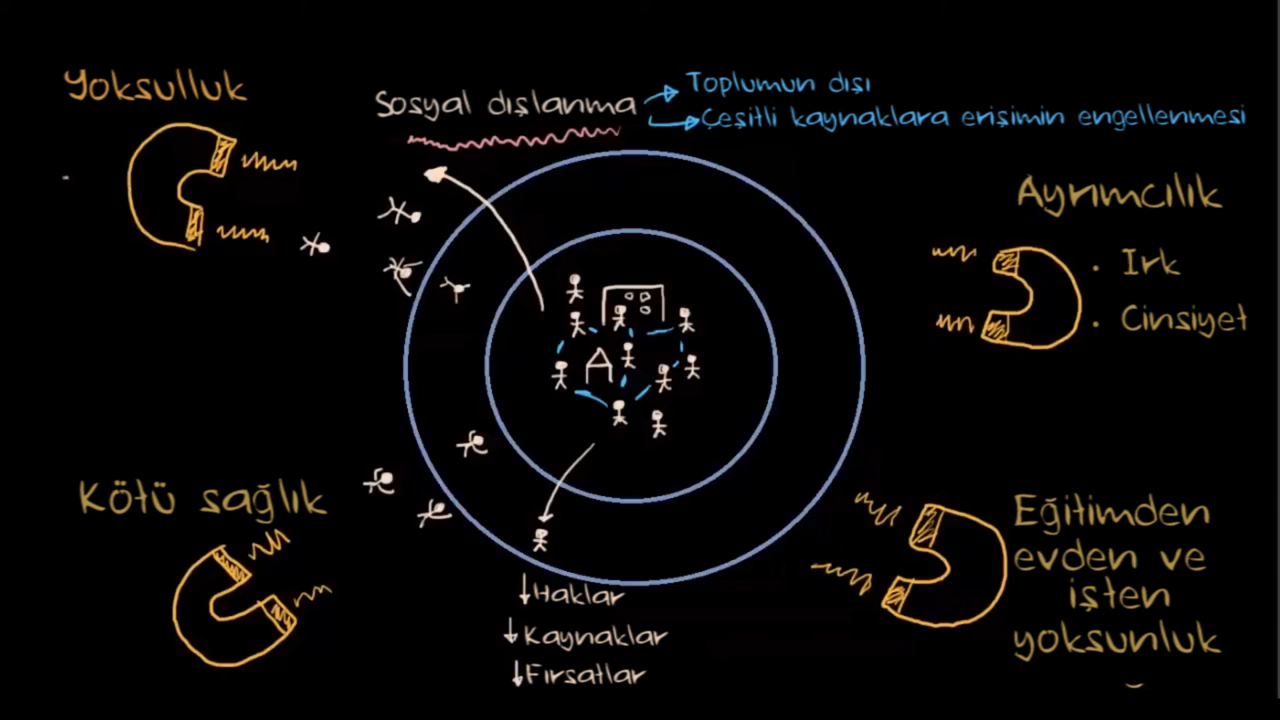 Yoksulluk
Sosyal dışlanma
Toplumun dışı
Çeşitli kaynaklara erişimin engellenmesi
Ayrımcılık
• Irk
• Cinsiyet
Kötü sağlık
Eğitimden
evden ve
işten
yoksunluk
↓Haklar
↓Kaynaklar
↓Fırsatlar